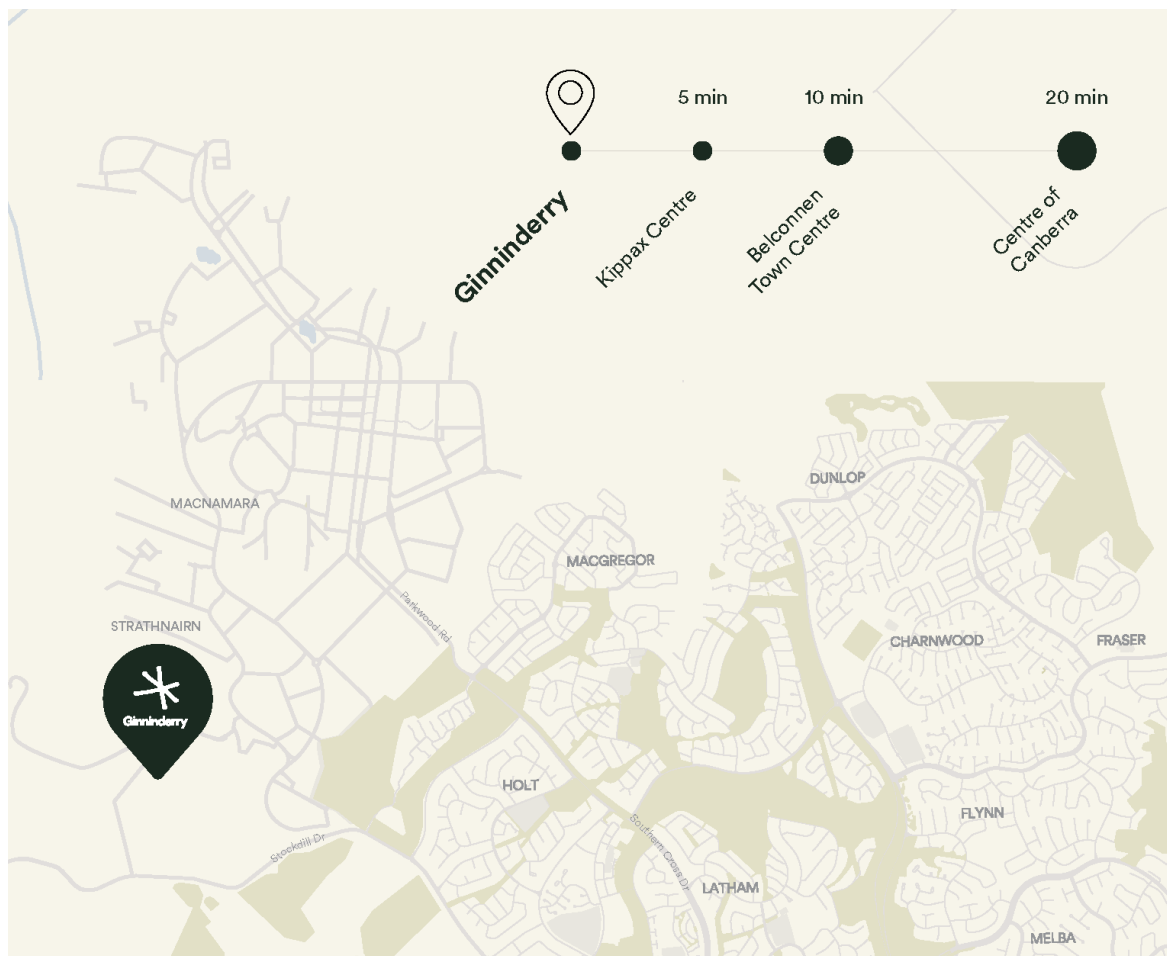 5 min
10 min
20 min
Ginninderry
Kippax Centre
Belconnen
Town Centre
Centre of
Canberra
DUNLOP
MACNAMARA
MACGREGOR
Parkwood Rd
STRATHNAIRN
CHARNWOOD
FRASER
Ginninderry
HOLT
FLYNN
Southern Cross Dr
Stockdill Dr
LATHAM
MELBA